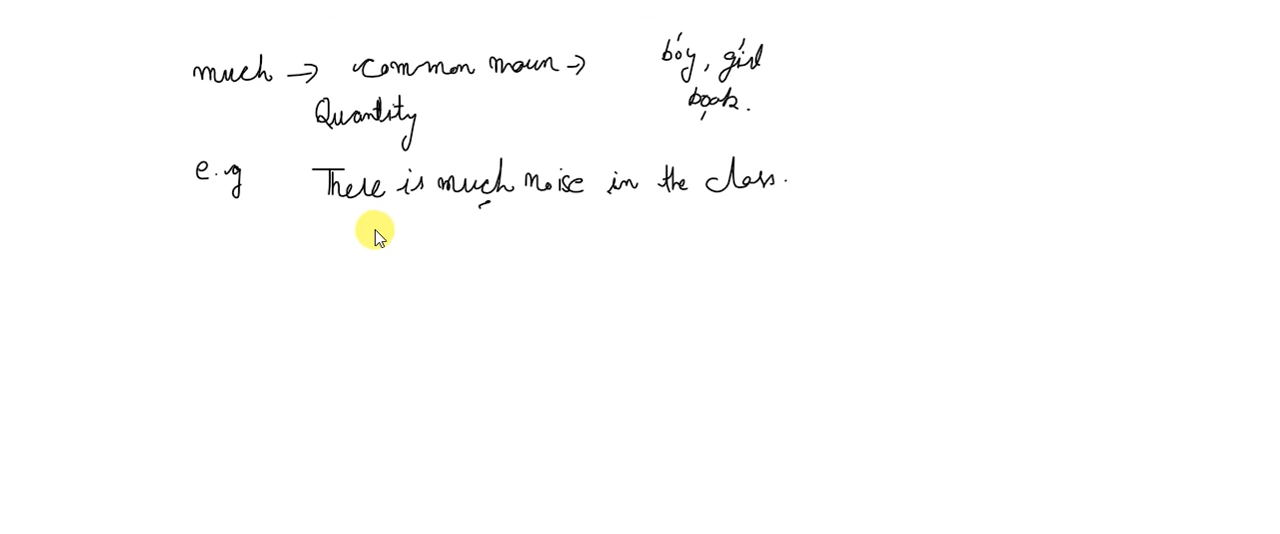 much → common noun → boy, girl
Quantity book.
e.g There is much noise in the class.